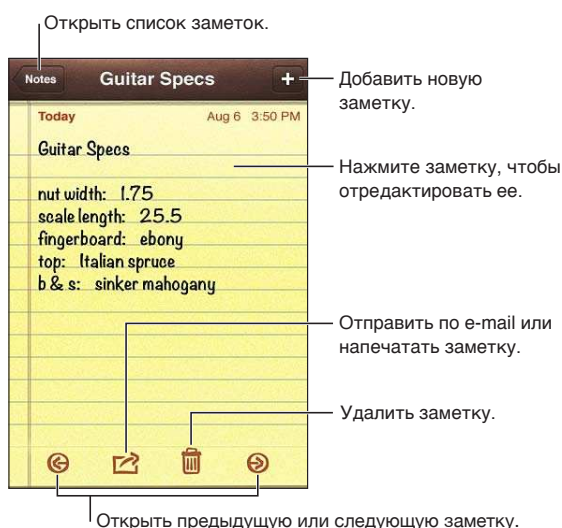 Открыть список заметок.
Notes
Guitar Specs
+
Добавить новую
заметку.
Today
Aug 6 3:50 PM
Guitar Specs
Нажмите заметку, чтобы
отредактировать ее.
nut width: 1.75
scale length: 25.5
fingerboard: ebony
top: Italian spruce
b & s: sinker mahogany
Отправить по e-mail или
напечатать заметку.
Удалить заметку.
Открыть предыдущую или следующую заметку.